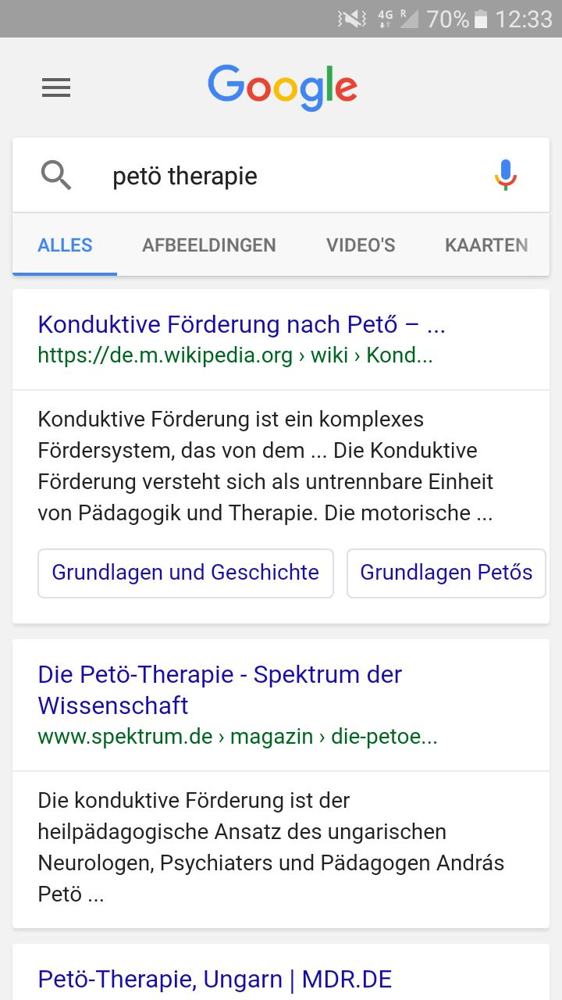 4G R 70% 12:33
Google
petö therapie
ALLES AFBEELDINGEN VIDEO'S KAARTEN
Konduktive Förderung nach Pető – ...
https://de.m.wikipedia.org › wiki › Kond...
Konduktive Förderung ist ein komplexes
Fördersystem, das von dem ... Die Konduktive
Förderung versteht sich als untrennbare Einheit
von Pädagogik und Therapie. Die motorische ...
Grundlagen und Geschichte Grundlagen Petős
Die Petö-Therapie - Spektrum der
Wissenschaft
www.spektrum.de › magazin › die-petoe...
Die konduktive Förderung ist der
heilpädagogische Ansatz des ungarischen
Neurologen, Psychiaters und Pädagogen András
Petö ...
Petö-Therapie, Ungarn | MDR.DE